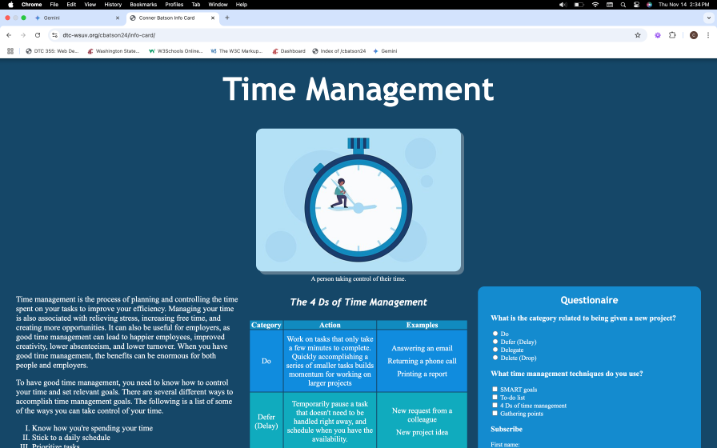 Chrome File Edit View History Bookmarks Profiles Tab Window Help
Thu Nov 14 2:34 PM
Gemini
Conner Batson Info Card
dtc-wsuv.org/cbatson24/info-card/
DTC 355: Web De...
Washington State...
W3Schools Online...
The W3C Markup...
Dashboard
Index of /cbatson24
Gemini
Time Management
A person taking control of their time.
Time management is the process of planning and controlling the time
spent on your tasks to improve your efficiency. Managing your time
is also associated with relieving stress, increasing free time, and
creating more opportunities. It can also be useful for employers, as
good time management can lead to happier employees, improved
creativity, lower absenteeism, and lower turnover. When you have
good time management, the benefits can be enormous for both
people and employers.
To have good time management, you need to know how to control
your time and set relevant goals. There are several different ways to
accomplish time management goals. The following is a list of some
of the ways you can take control of your time.
I. Know how you're spending your time
II. Stick to a daily schedule
III. Prioritize tasks
The 4 Ds of Time Management
Category Action Examples
Do
Work on tasks that only take
a few minutes to complete.
Quickly accomplishing a
series of smaller tasks builds
momentum for working on
larger projects
Answering an email
Returning a phone call
Printing a report
Defer
(Delay)
Temporarily pause a task
that doesn't need to be
handled right away, and
schedule when you have the
availability.
New request from a
colleague
New project idea
Questionaire
What is the category related to being given a new project?
Do
Defer (Delay)
Delegate
Delete (Drop)
What time management techniques do you use?
SMART goals
To-do list
4 Ds of time management
Gathering points
Subscribe
First name: